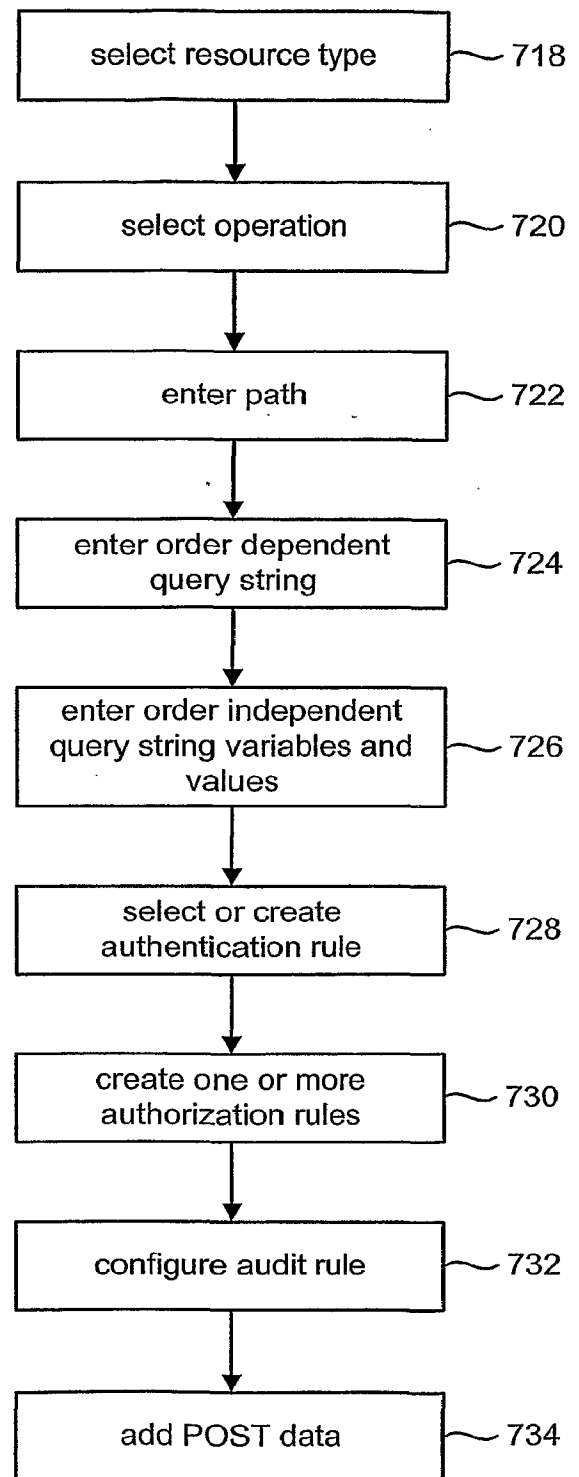 select resource type 718
select operation 720
enter path 722
enter order dependent
query string 724
enter order independent
query string variables and 726
values
select or create
authentication rule 728
create one or more
authorization rules 730
configure audit rule 732
add POST data 734